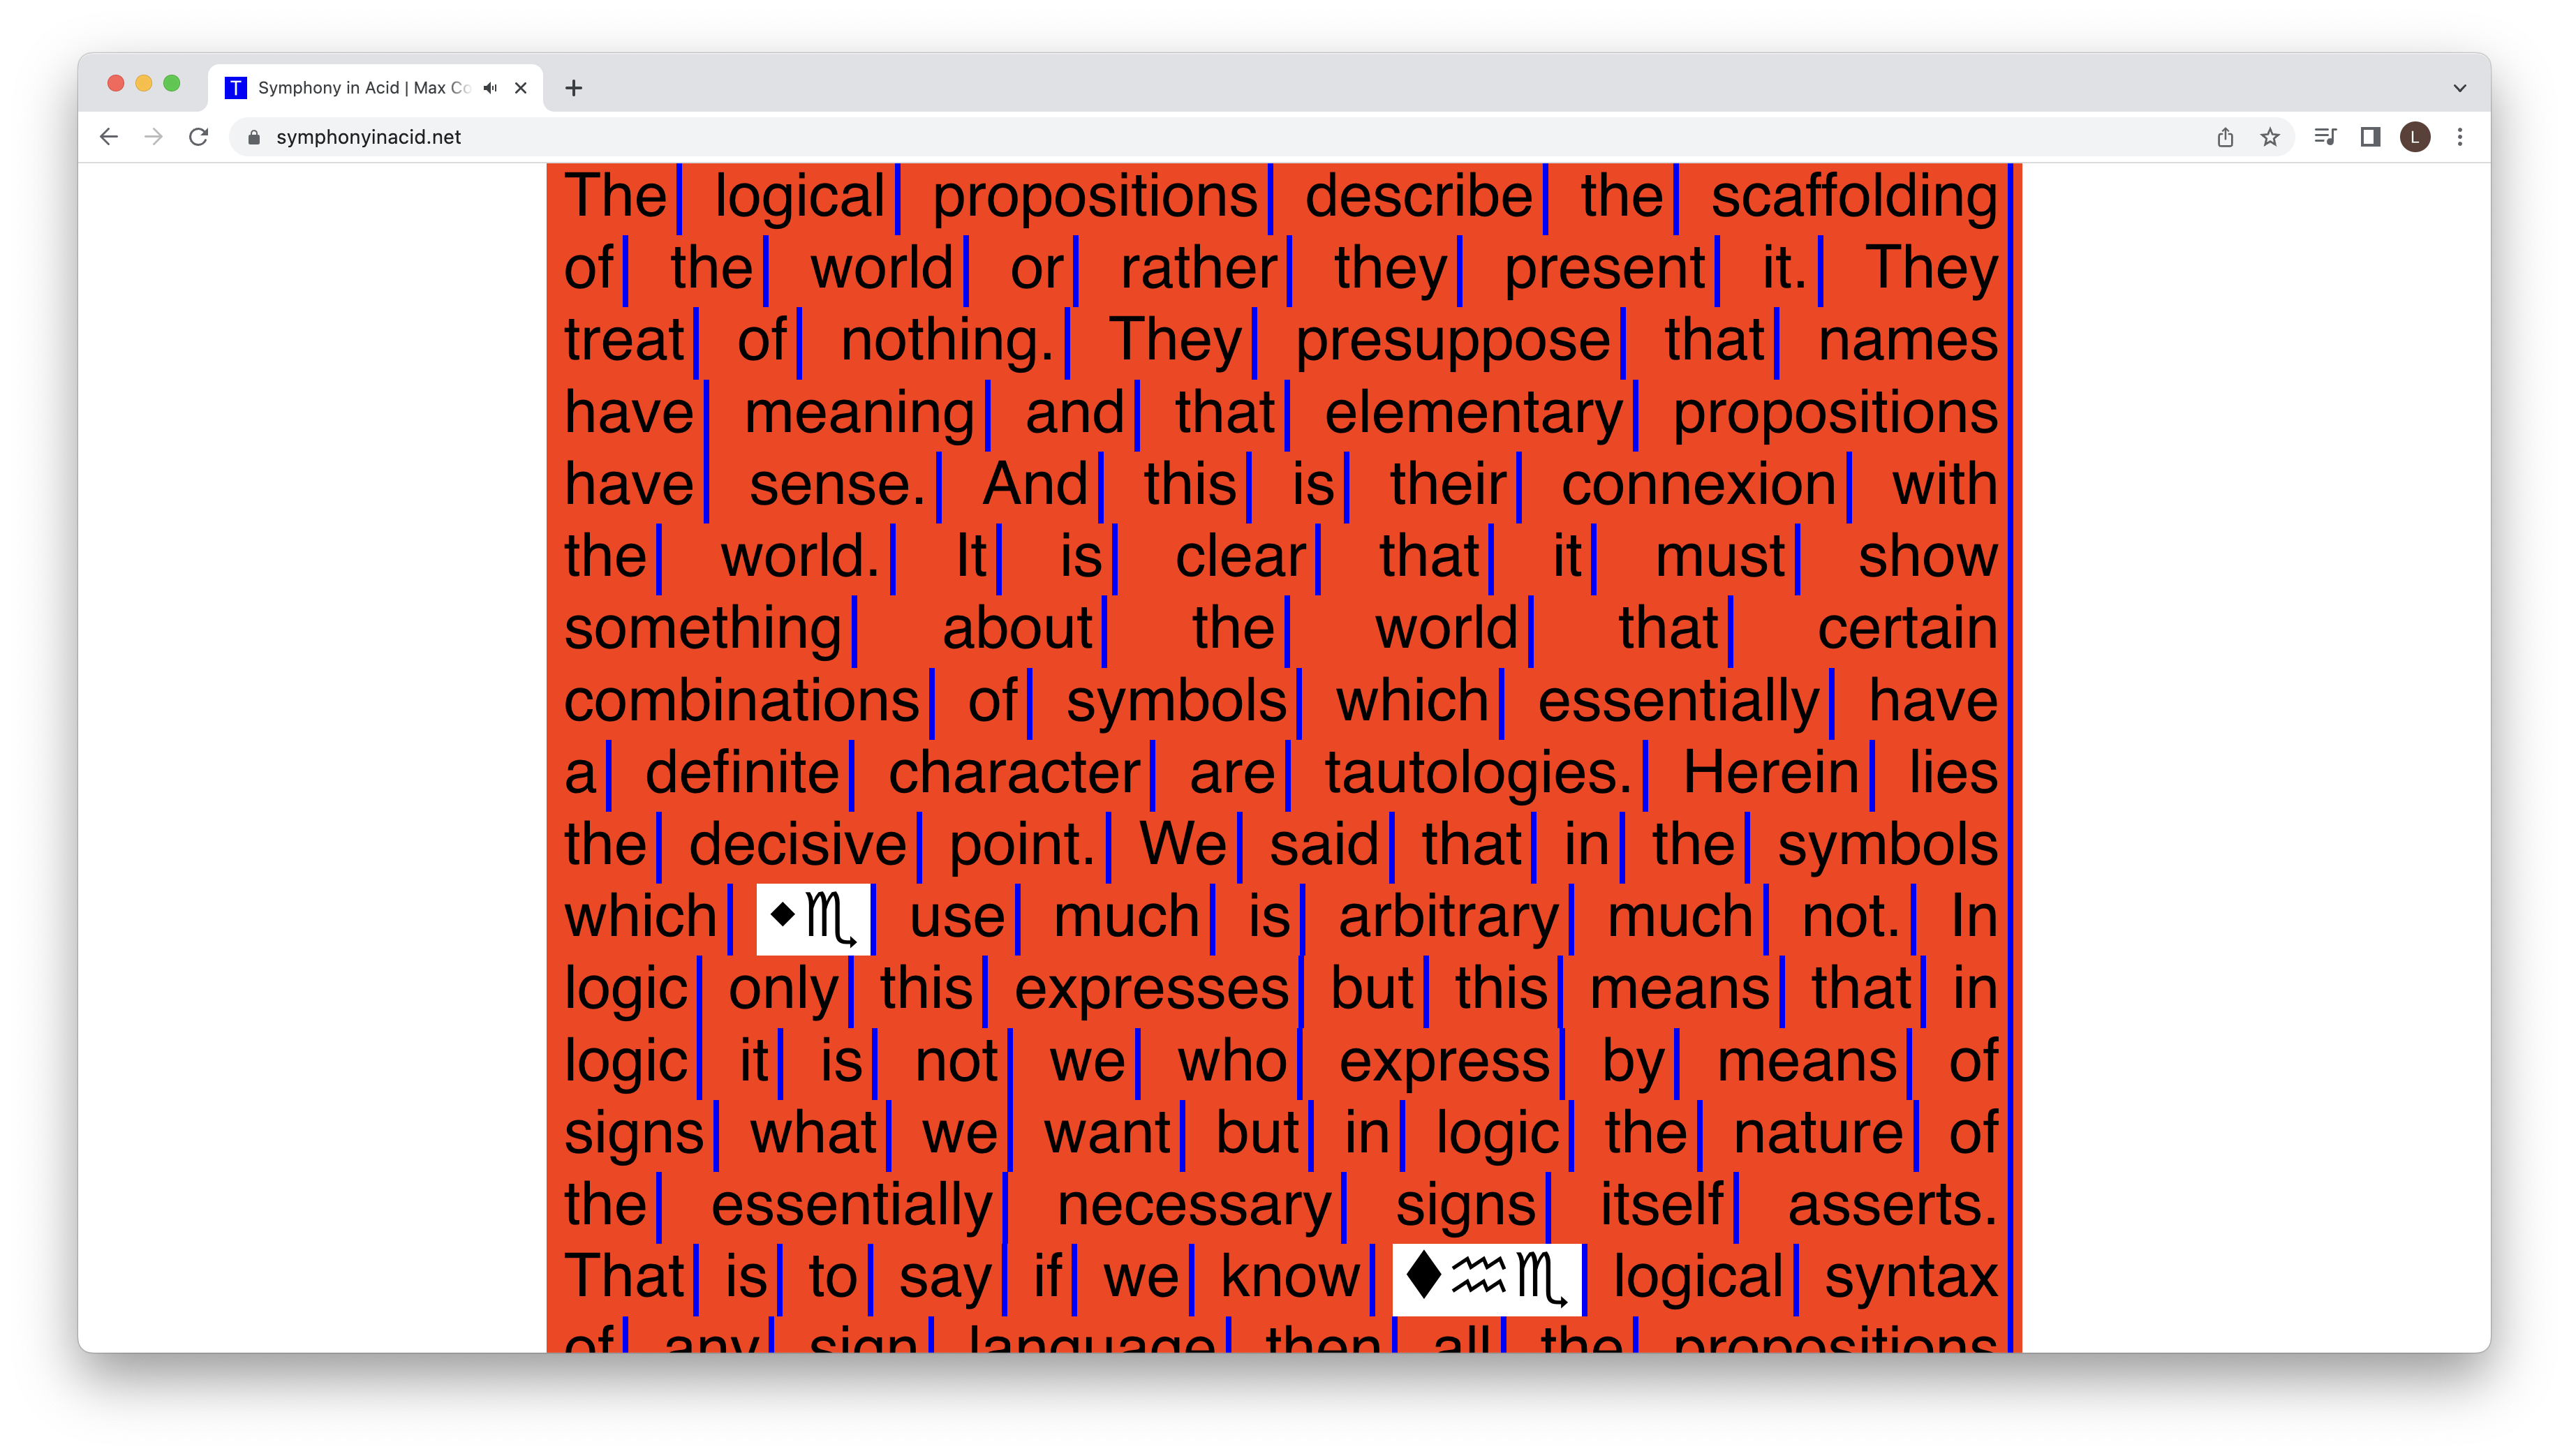 T Symphony in Acid | Max Co
symphonyinacid.net
L
The logical propositions describe the scaffolding
of the world or rather they present it. They
treat of nothing. They presuppose that names
have meaning and that elementary propositions
have sense. And this is their connexion with
the world. It is clear that it must show
something about the world that certain
combinations of symbols which essentially have
a definite character are tautologies. Herein lies
the decisive point. We said that in the symbols
which ⬥♏ use much is arbitrary much not. In
logic only this expresses but this means that in
logic it is not we who express by means of
signs what we want but in logic the nature of
the essentially necessary signs itself asserts.
That is to say if we know ⧫♒♏ logical syntax
of any sign language then all the propositions